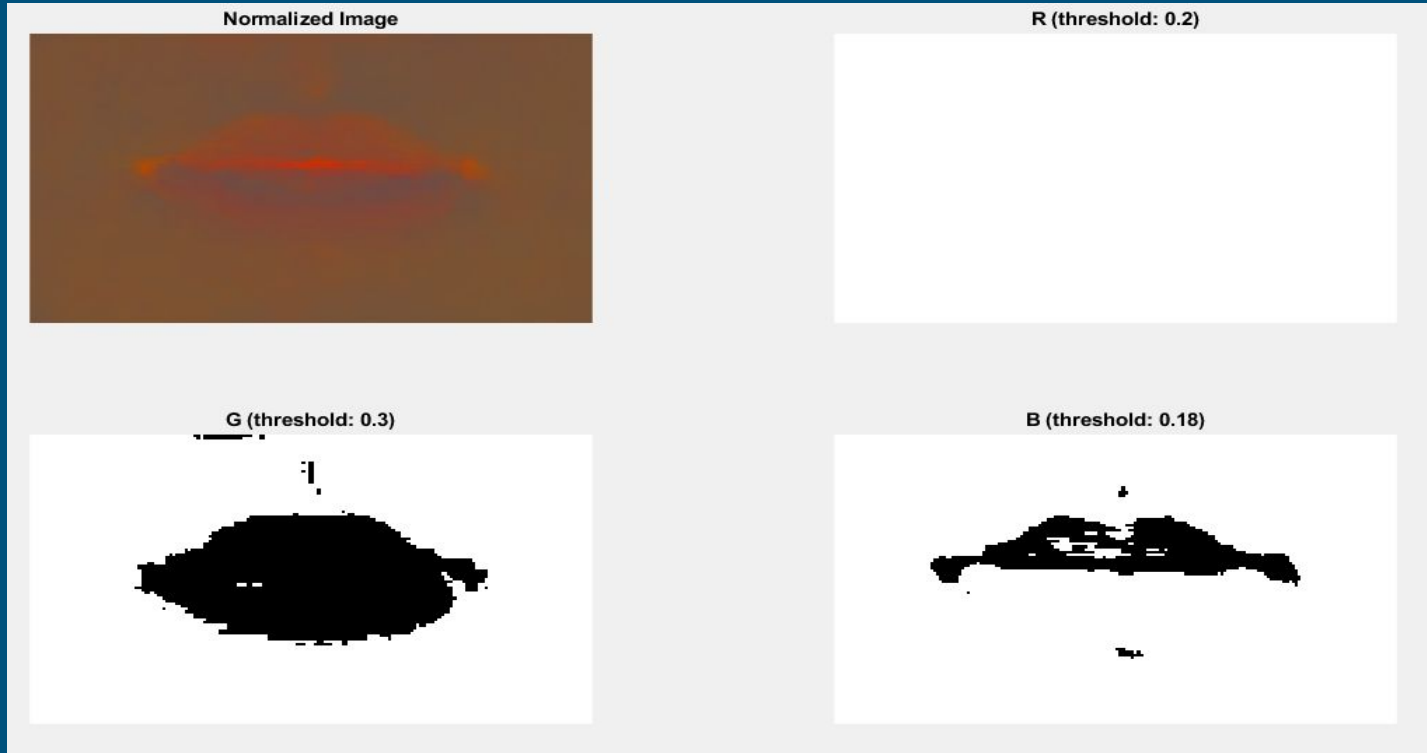 Normalized Image
R (threshold: 0.2)
G (threshold: 0.3)
B (threshold: 0.18)